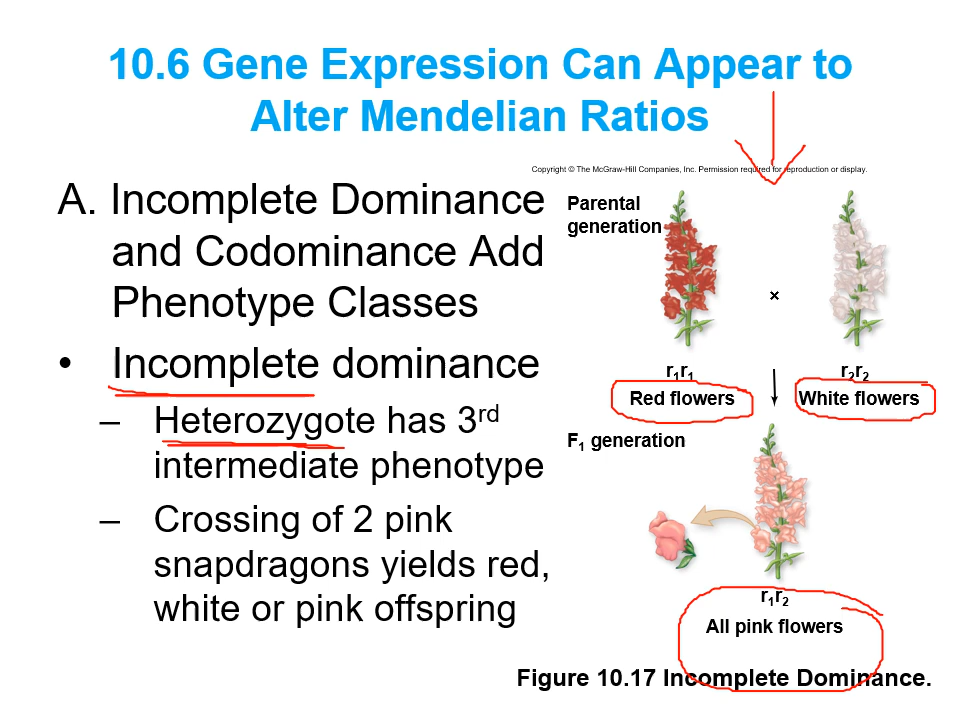 10.6 Gene Expression Can Appear to
Alter Mendelian Ratios
Copyright © The McGraw-Hill Companies, Inc. Permission required for reproduction or display.
A. Incomplete Dominance
and Codominance Add
Phenotype Classes
• Incomplete dominance
– Heterozygote has 3rd
intermediate phenotype
– Crossing of 2 pink
snapdragons yields red,
white or pink offspring
Parental
generation
×
r₁r₁
Red flowers
r₂r₂
White flowers
F₁ generation
r₁r₂
All pink flowers
Figure 10.17 Incomplete Dominance.